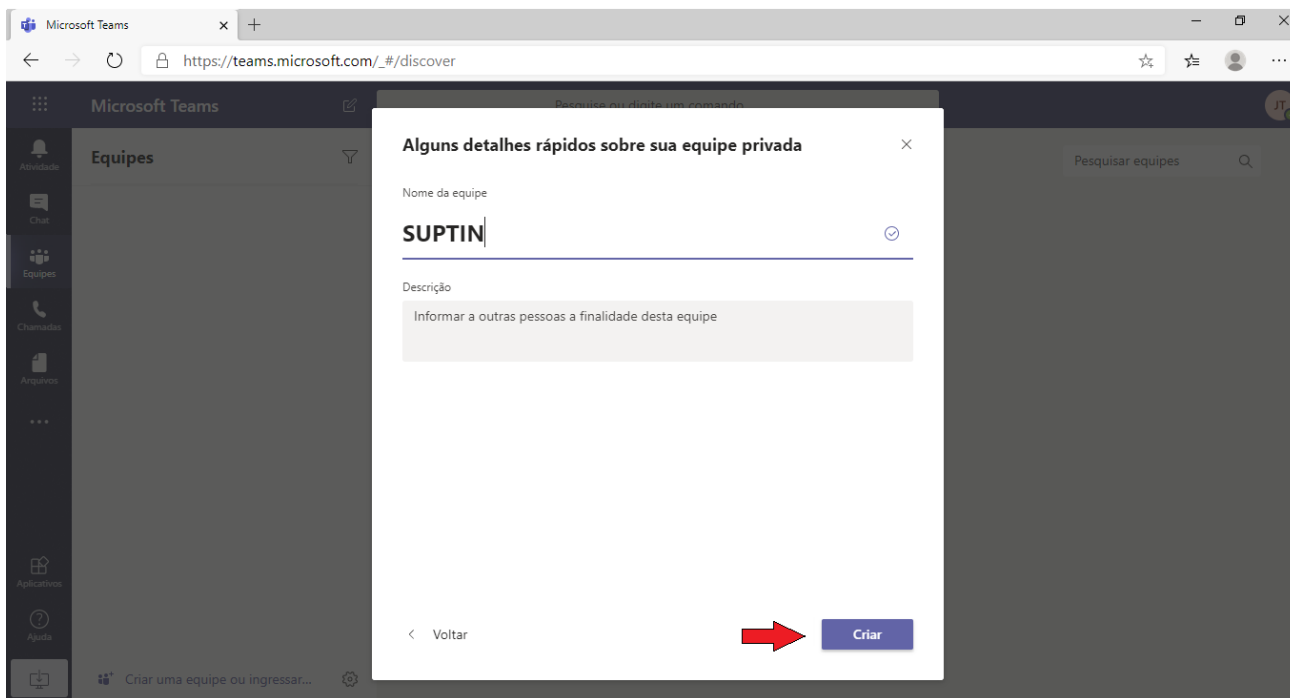 Microsoft Teams
https://teams.microsoft.com/_#/discover
Microsoft Teams
Pesquise ou digite um comando
JT
Atividade
Chat
Equipes
Chamadas
Arquivos
Aplicativos
Ajuda
Equipes
Pesquisar equipes
Alguns detalhes rápidos sobre sua equipe privada
Nome da equipe
SUPTIN
Descrição
Informar a outras pessoas a finalidade desta equipe
Voltar
Criar
Criar uma equipe ou ingressar...